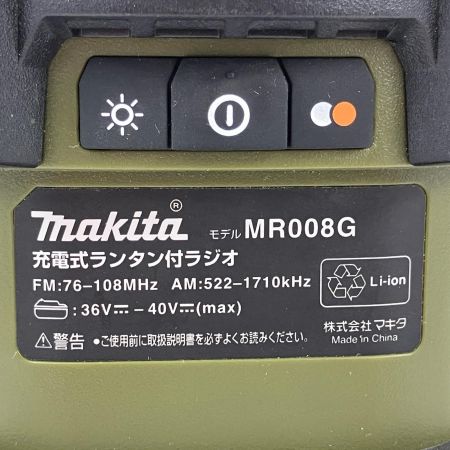 makita® モデル MR008G
充電式ランタン付ラジオ
FM:76-108MHz AM:522-1710kHz
:36V⎓-40V⎓(max)
Li-ion
⚠警告 •ご使用前に取扱説明書を必ずよくお読みください。
株式会社マキタ
Made in China